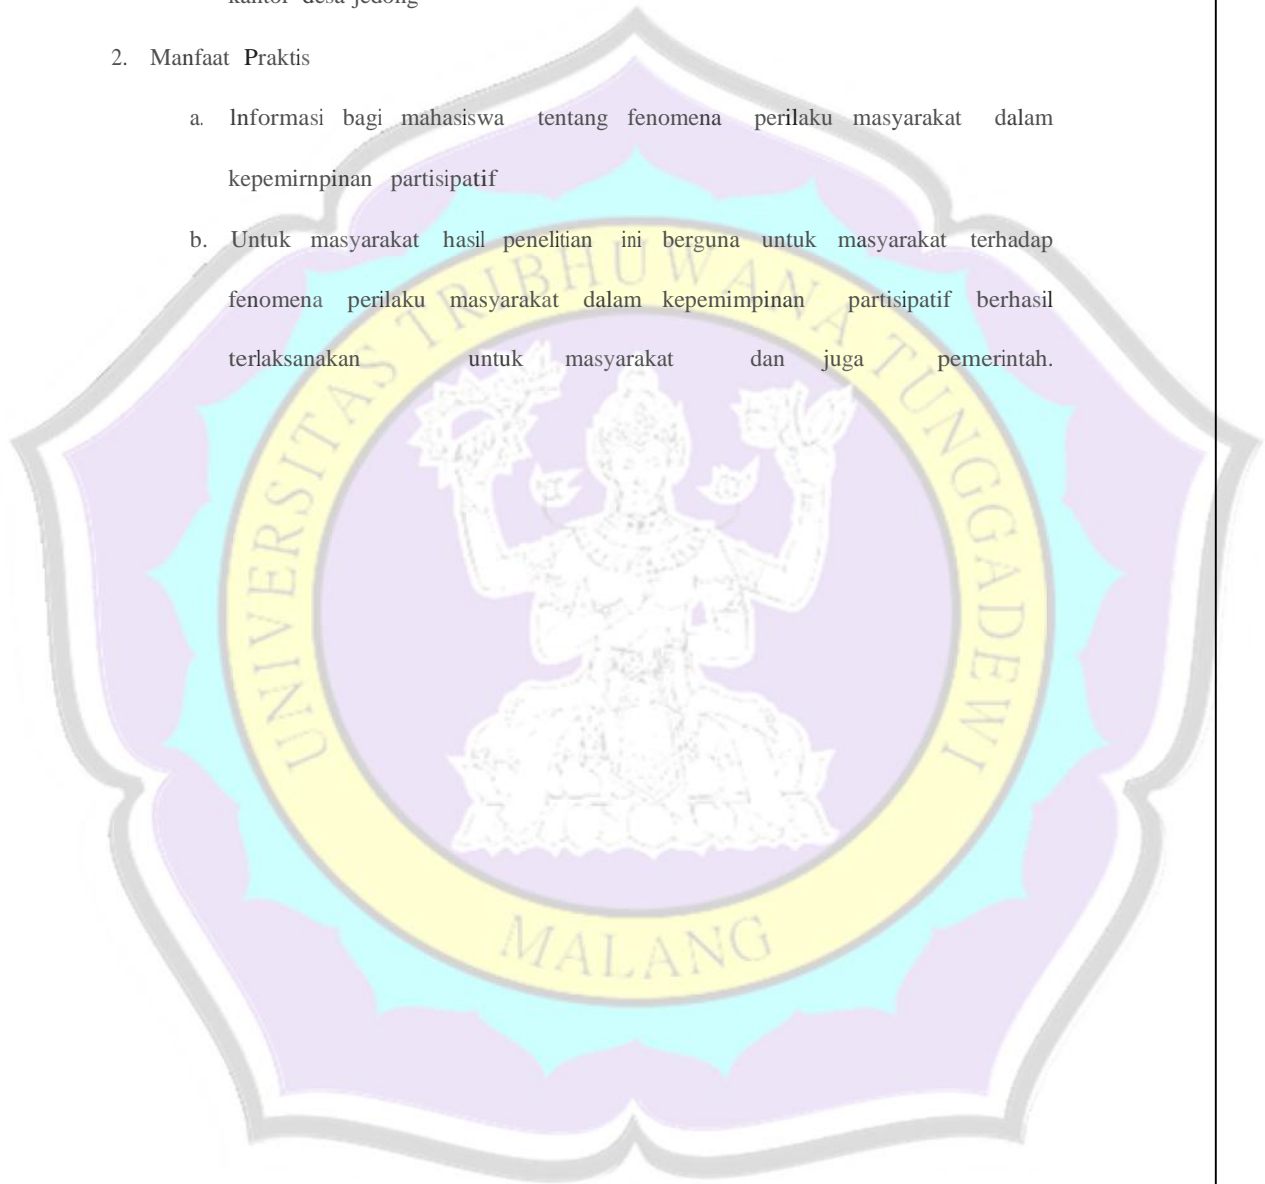 kantor desa jedong
2. Manfaat Praktis
a. Informasi bagi mahasiswa tentang fenomena perilaku masyarakat dalam
kepemirnpinan partisipatif
b. Untuk masyarakat hasil penelitian ini berguna untuk masyarakat terhadap
fenomena perilaku masyarakat dalam kepemimpinan partisipatif berhasil
terlaksanakan untuk masyarakat dan juga pemerintah.
UNIVERSITAS TRIBHUWANA TUNGGADEWI
MALANG